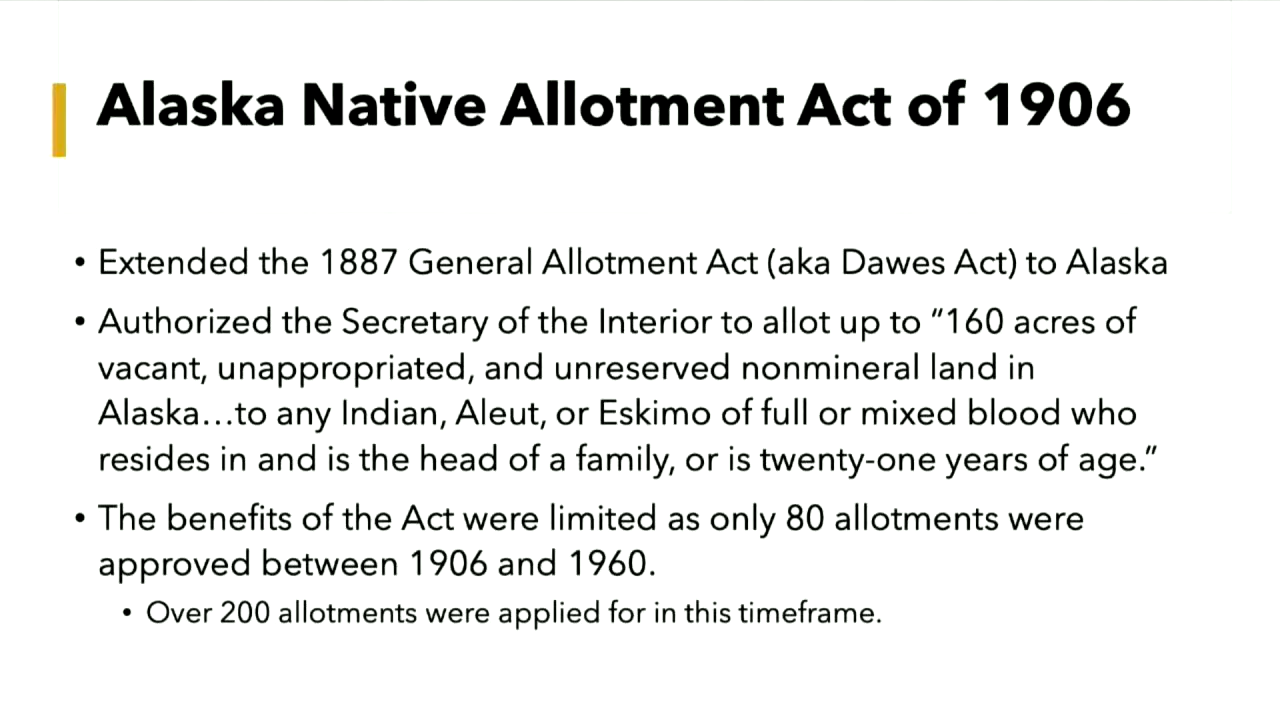 Alaska Native Allotment Act of 1906
• Extended the 1887 General Allotment Act (aka Dawes Act) to Alaska
• Authorized the Secretary of the Interior to allot up to “160 acres of
vacant, unappropriated, and unreserved nonmineral land in
Alaska…to any Indian, Aleut, or Eskimo of full or mixed blood who
resides in and is the head of a family, or is twenty-one years of age.”
• The benefits of the Act were limited as only 80 allotments were
approved between 1906 and 1960.
• Over 200 allotments were applied for in this timeframe.